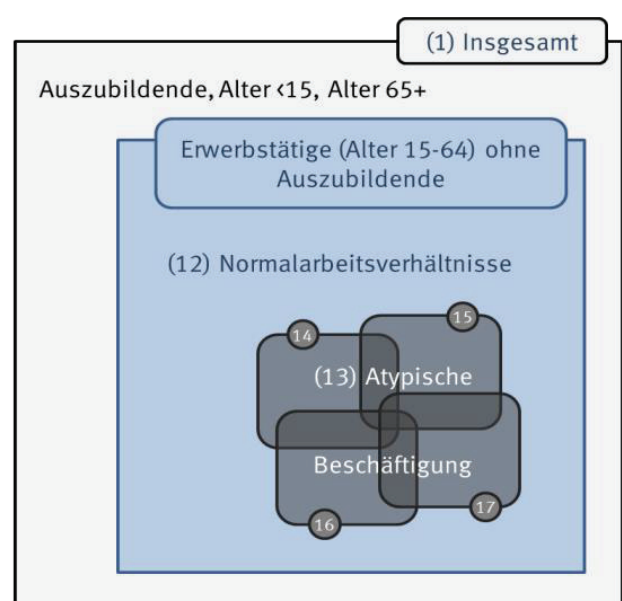 (1) Insgesamt
Auszubildende, Alter <15, Alter 65+
Erwerbstätige (Alter 15-64) ohne
Auszubildende
(12) Normalarbeitsverhältnisse
14
15
(13) Atypische
Beschäftigung
16
17